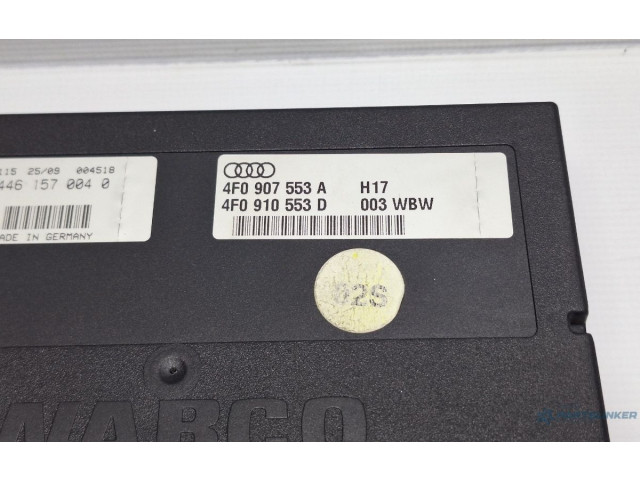 115 25/09 004518
446 157 004 0
MADE IN GERMANY
4F0 907 553 A H17
4F0 910 553 D 003 WBW
WABCO